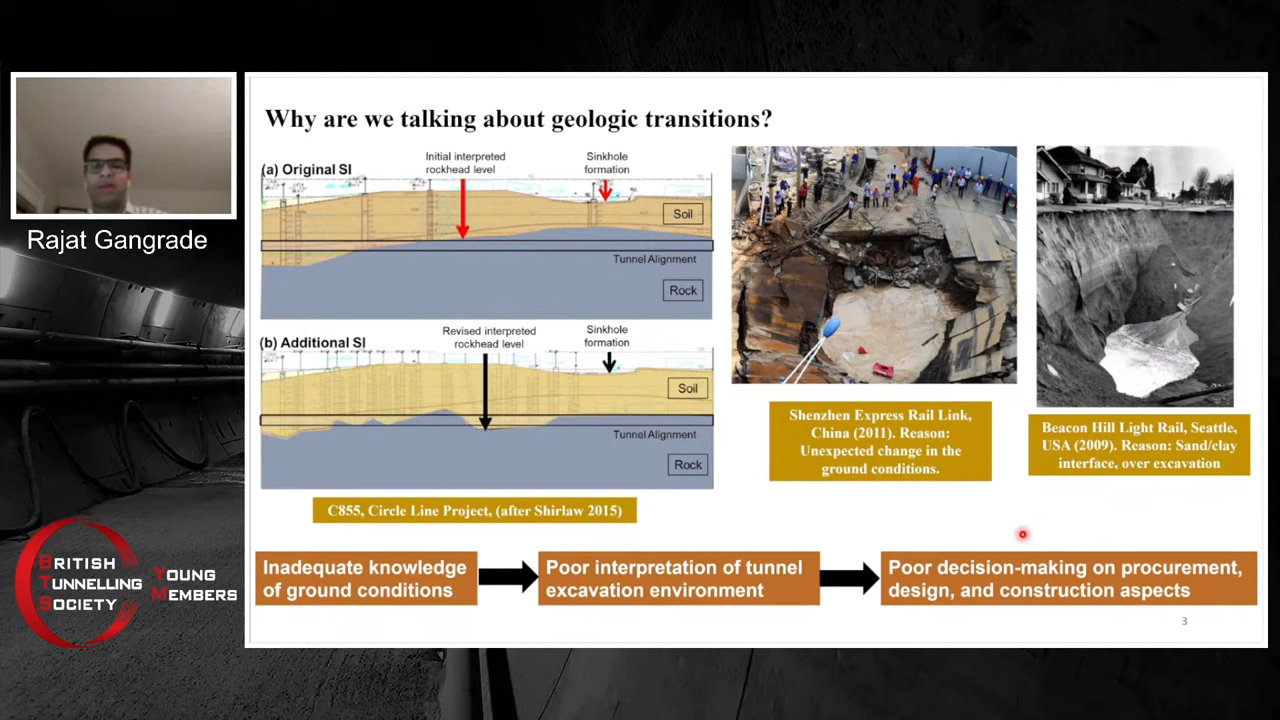 Why are we talking about geologic transitions?
(a) Original SI
Initial interpreted
rockhead level
Sinkhole
formation
Soil
Tunnel Alignment
Rock
(b) Additional SI
Revised interpreted
rockhead level
Sinkhole
formation
Soil
Tunnel Alignment
Rock
C855, Circle Line Project, (after Shirlaw 2015)
Shenzhen Express Rail Link,
China (2011). Reason:
Unexpected change in the
ground conditions.
Beacon Hill Light Rail, Seattle,
USA (2009). Reason: Sand/clay
interface, over excavation
Inadequate knowledge
of ground conditions
Poor interpretation of tunnel
excavation environment
Poor decision-making on procurement,
design, and construction aspects
3
Rajat Gangrade
BRITISH
TUNNELLING
SOCIETY
YOUNG
MEMBERS